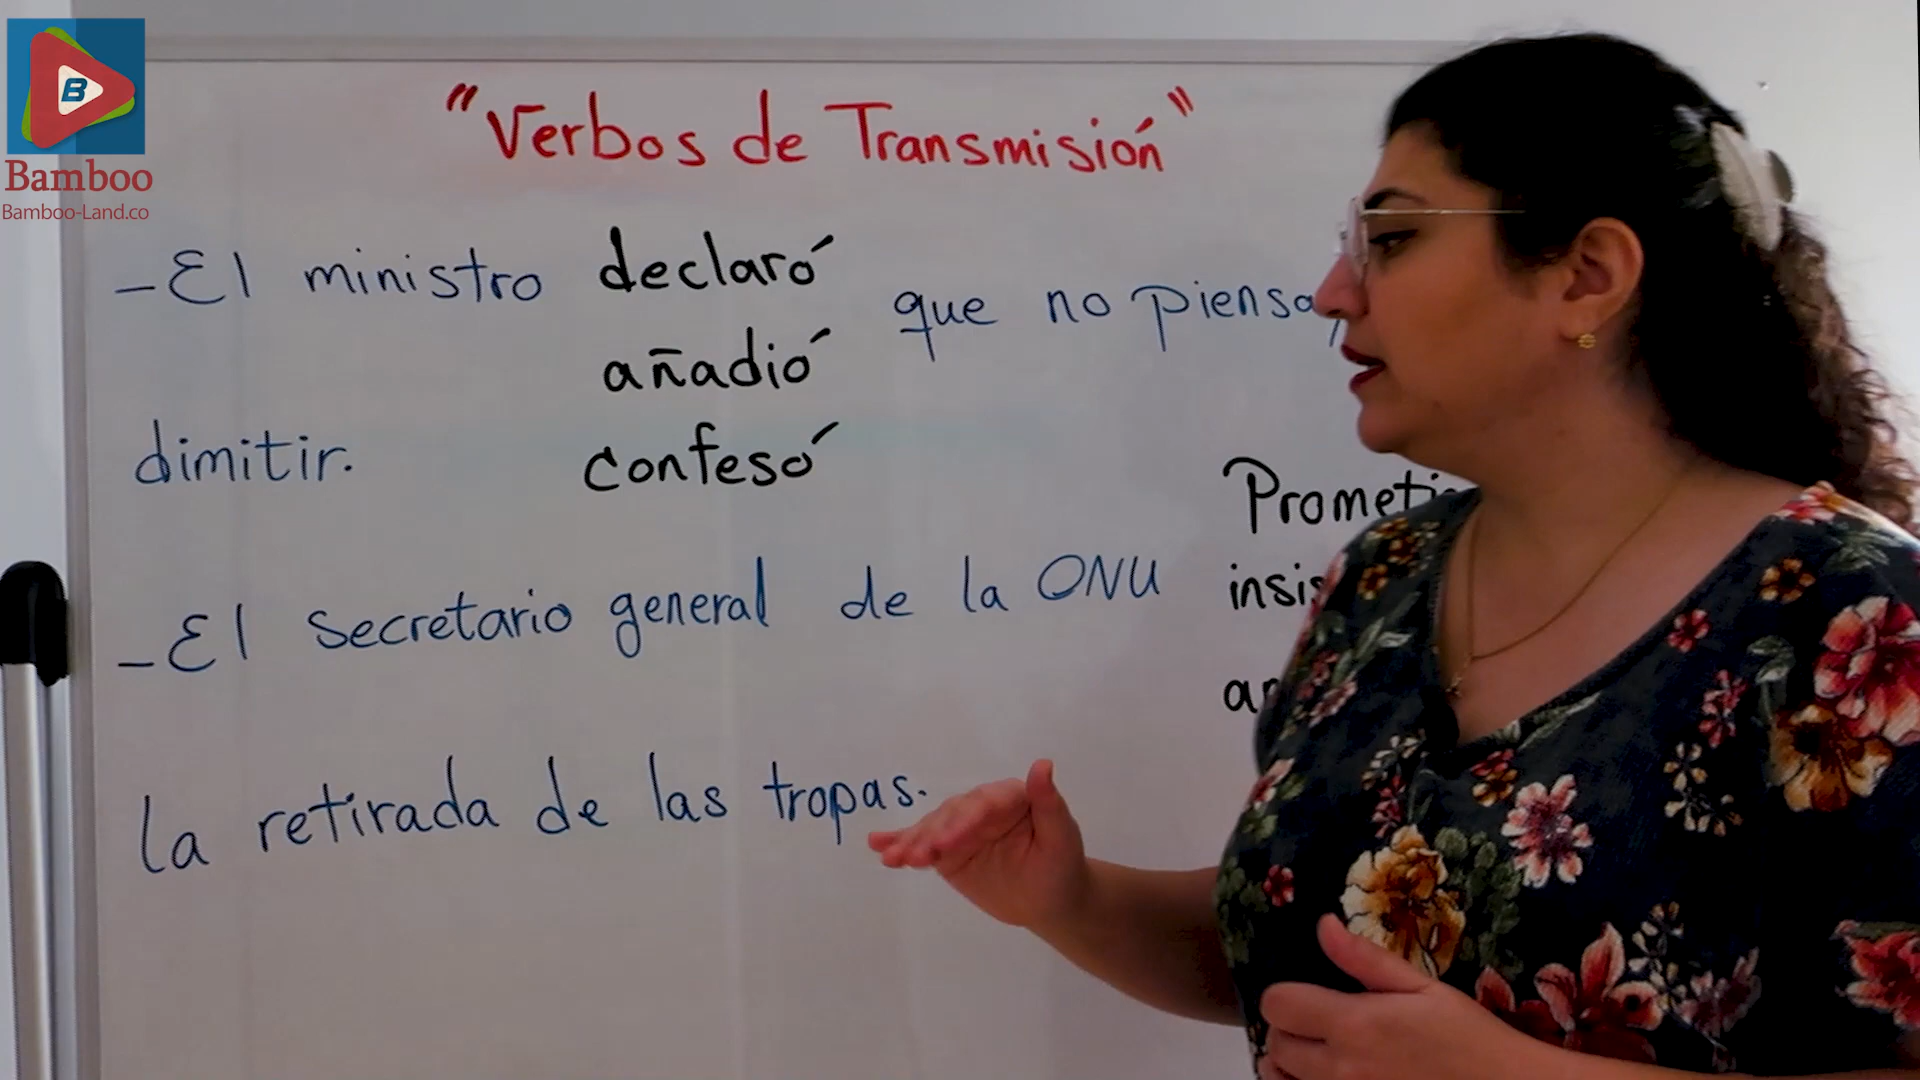 B
Bamboo
Bamboo-Land.co
"Verbos de Transmisión"
-El ministro declaró
añadió
confesó
que no piensa
dimitir.
-El secretario general de la ONU
la retirada de las tropas.